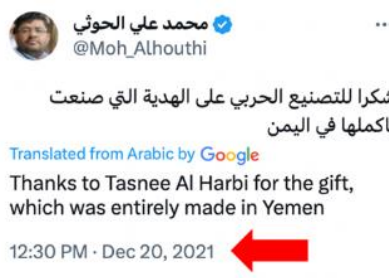 محمد علي الحوثي
@Moh_Alhouthi
...
شكرا للتصنيع الحربي على الهدية التي صنعت
باكملها في اليمن
Translated from Arabic by Google
Thanks to Tasnee Al Harbi for the gift,
which was entirely made in Yemen
12:30 PM · Dec 20, 2021